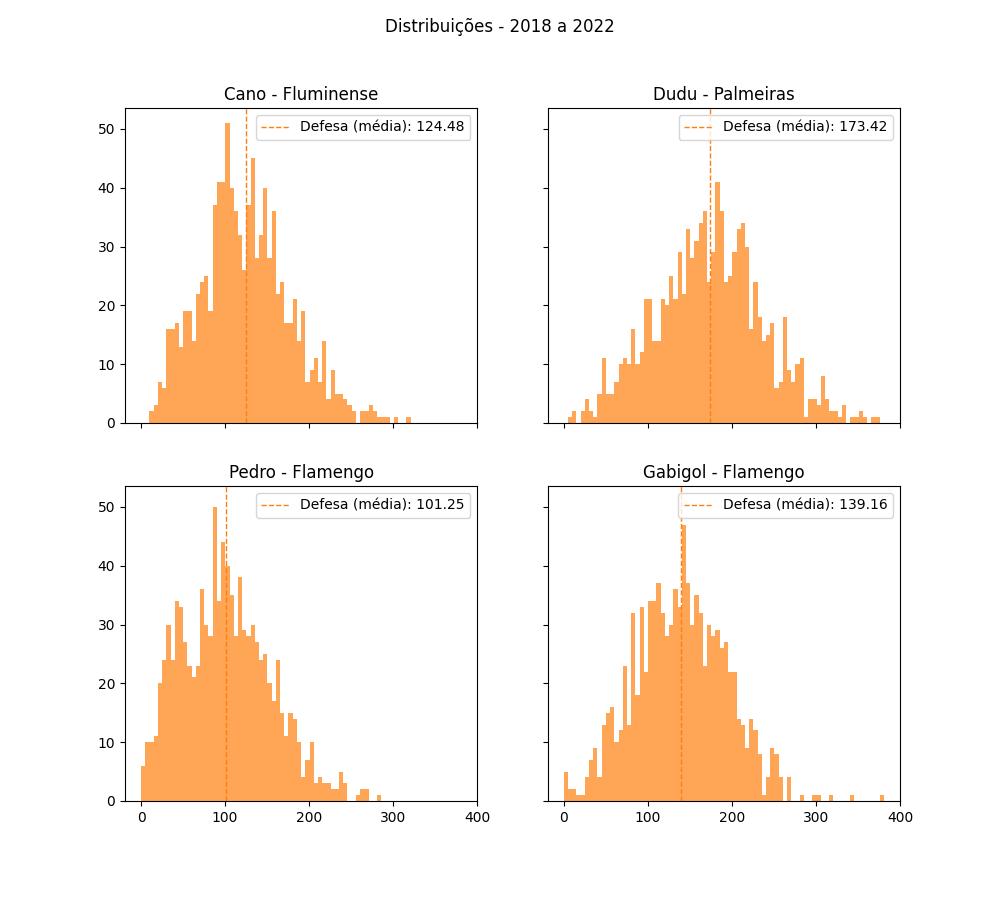 Distribuições - 2018 a 2022
Cano - Fluminense
Defesa (média): 124.48
50
40
30
20
10
0
Dudu - Palmeiras
Defesa (média): 173.42
Pedro - Flamengo
Defesa (média): 101.25
50
40
30
20
10
0
0 100 200 300 400
Gabigol - Flamengo
Defesa (média): 139.16
0 100 200 300 400